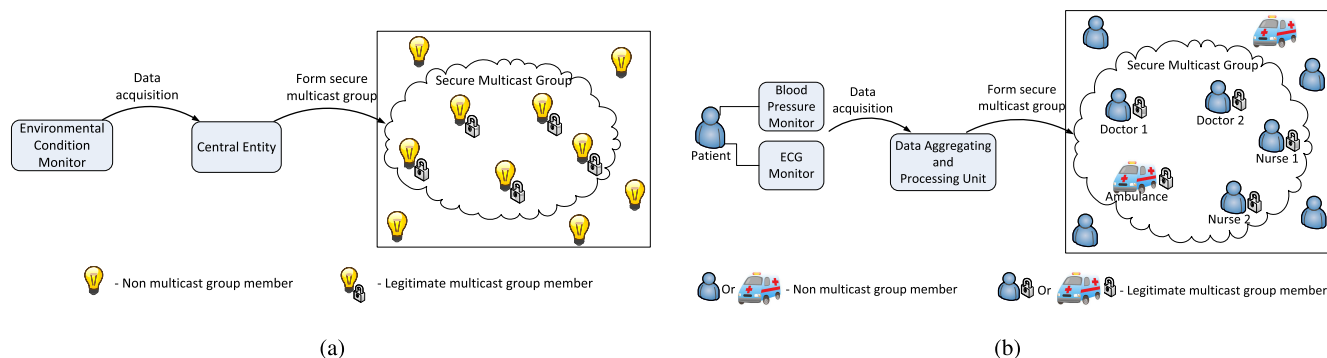 Data
acquisition
Form secure
multicast group
Environmental
Condition
Monitor
Central Entity
Secure Multicast Group
- Non multicast group member
- Legitimate multicast group member
(a)
Patient
Blood
Pressure
Monitor
ECG
Monitor
Data
acquisition
Data Aggregating
and
Processing Unit
Form secure
multicast group
Secure Multicast Group
Doctor 1
Doctor 2
Nurse 1
Ambulance
Nurse 2
Or - Non multicast group member
Or - Legitimate multicast group member
(b)